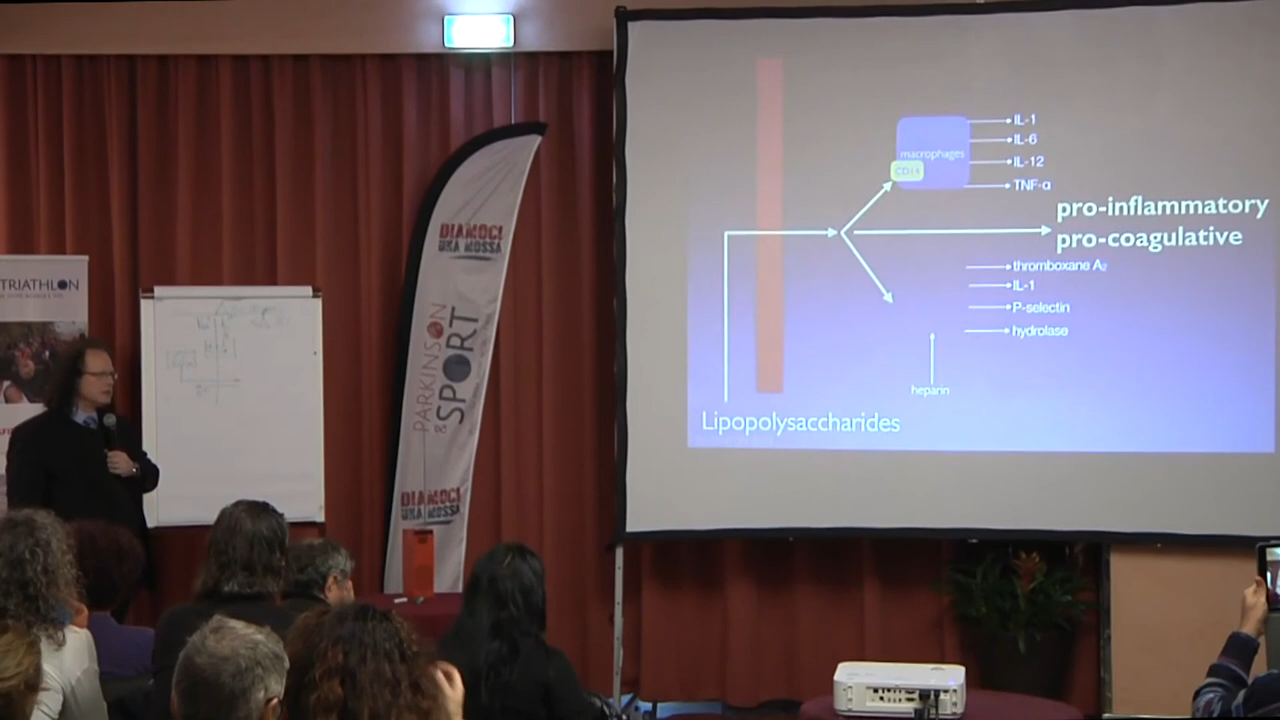 TRIATHLON
DIAMOCI
UNA MOSSA
PARKINSON
& SPORT
DIAMOCI
UNA MOSSA
macrophages
CD14
IL-1
IL-6
IL-12
TNF-α
pro-inflammatory
pro-coagulative
thromboxane A₂
IL-1
P-selectin
hydrolase
heparin
Lipopolysaccharides